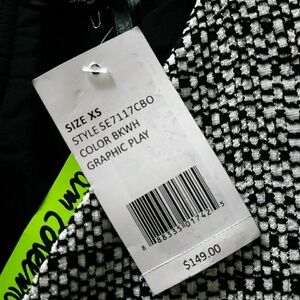 SIZE XS
STYLE SE7117CBO
COLOR BKWH
GRAPHIC PLAY
$149.00